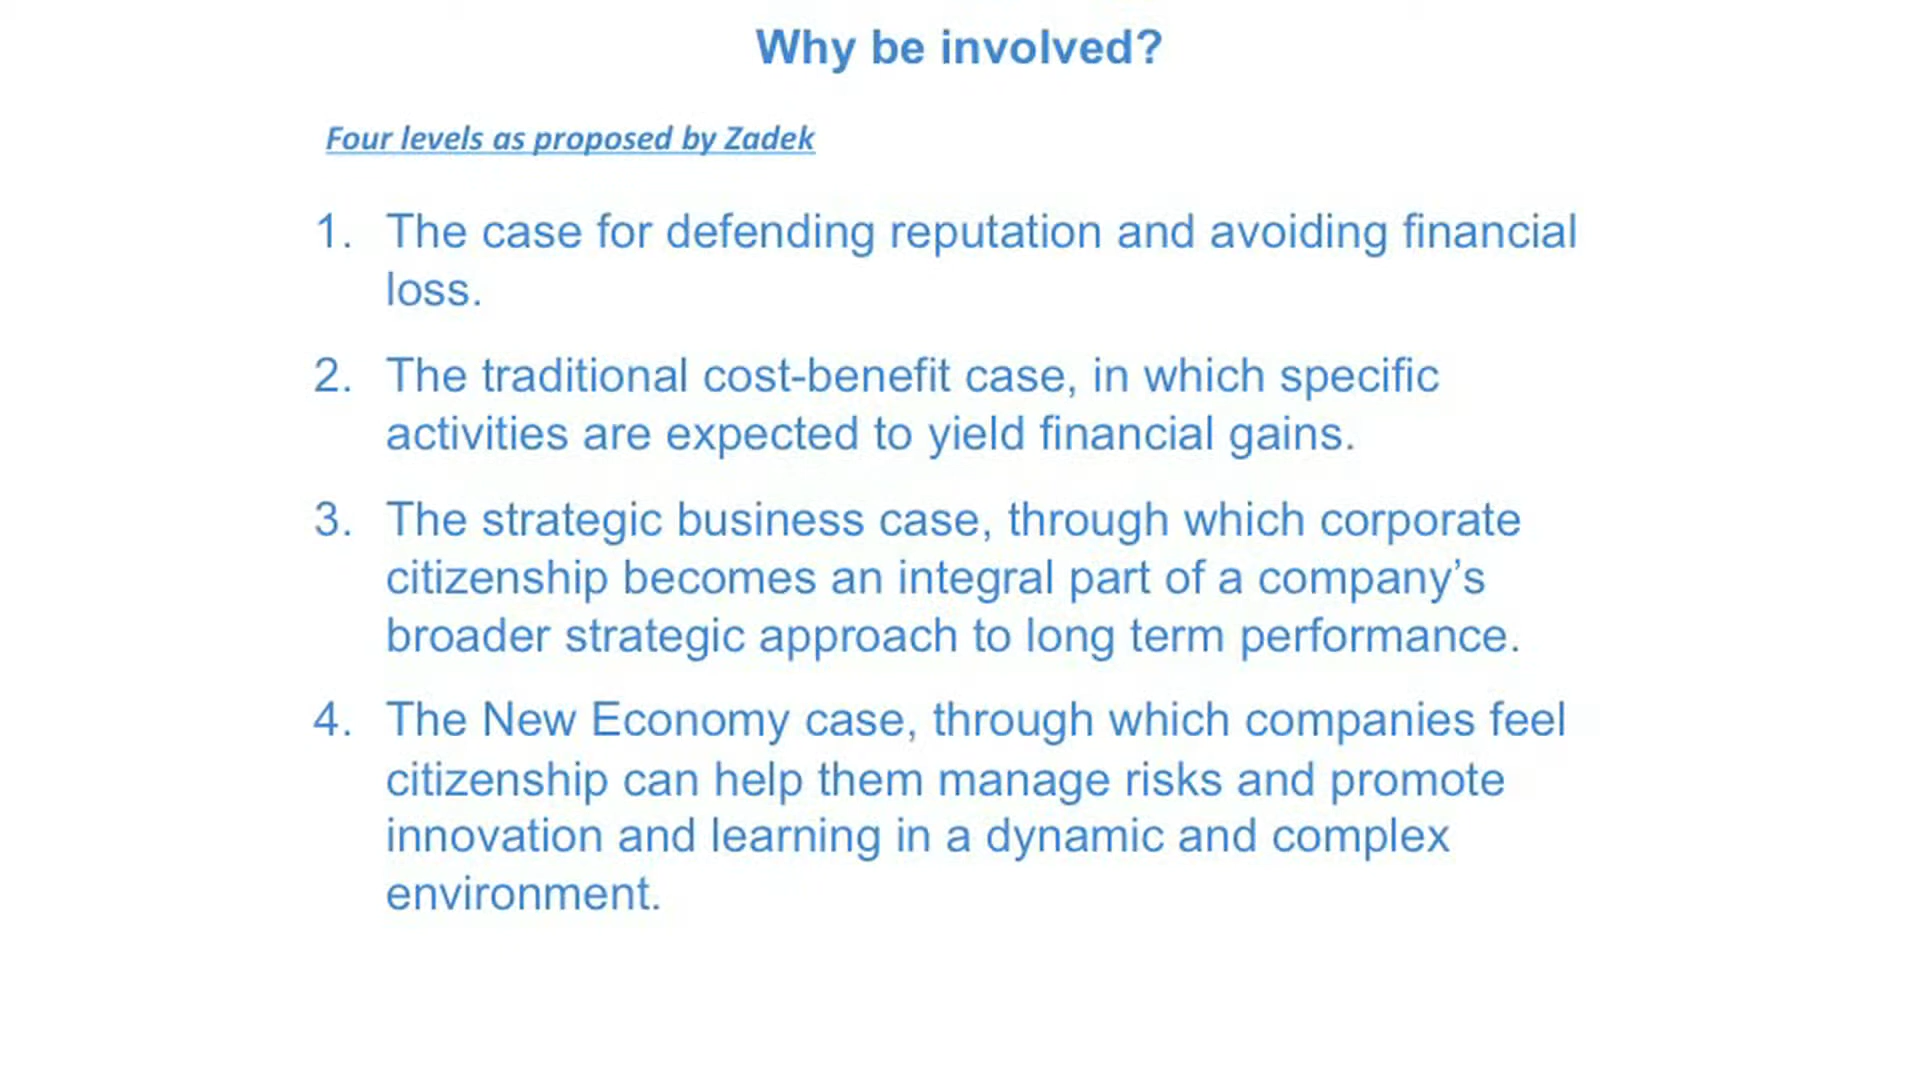 Why be involved?
Four levels as proposed by Zadek
1. The case for defending reputation and avoiding financial
loss.
2. The traditional cost-benefit case, in which specific
activities are expected to yield financial gains.
3. The strategic business case, through which corporate
citizenship becomes an integral part of a company’s
broader strategic approach to long term performance.
4. The New Economy case, through which companies feel
citizenship can help them manage risks and promote
innovation and learning in a dynamic and complex
environment.